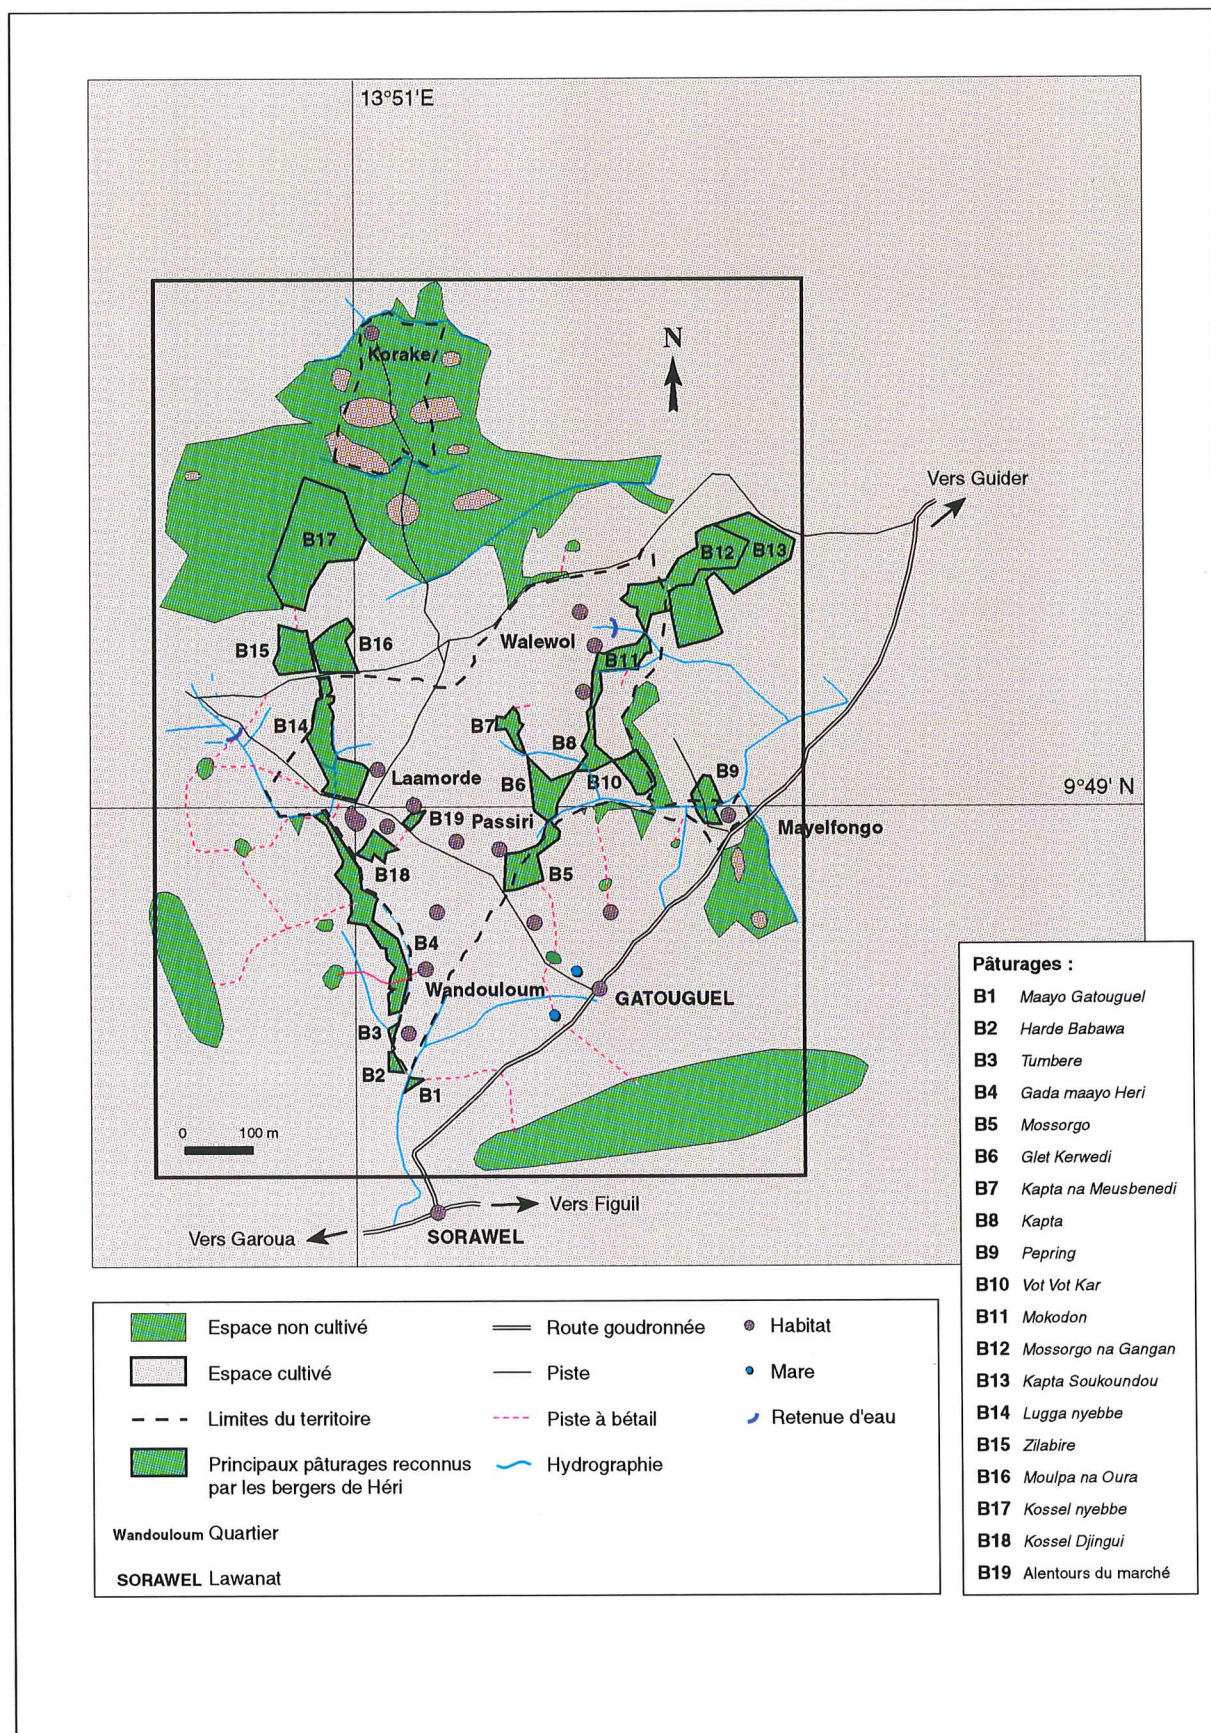 13°51'E
Korake
N
Vers Guider
B17
B12
B13
B15
B16
Walewol
B11
B14
B7
B8
Laamorde
B6
B10
B9
9°49' N
B19
Passiri
Mayelfongo
B18
B5
B4
Wandouloum
GATOUGUEL
B3
B2
B1
0 100 m
Vers Garoua
SORAWEL
Vers Figuil
Pâturages :
B1 Maayo Gatouguel
B2 Harde Babawa
B3 Tumbere
B4 Gada maayo Heri
B5 Mossorgo
B6 Glet Kerwedi
B7 Kapta na Meusbenedi
B8 Kapta
B9 Pepring
B10 Vot Vot Kar
B11 Mokodon
B12 Mossorgo na Gangan
B13 Kapta Soukoundou
B14 Lugga nyebbe
B15 Zilabire
B16 Moulpa na Oura
B17 Kossel nyebbe
B18 Kossel Djingui
B19 Alentours du marché
Espace non cultivé
Espace cultivé
Limites du territoire
Principaux pâturages reconnus
par les bergers de Héri
Wandouloum Quartier
SORAWEL Lawanat
Route goudronnée
Piste
Piste à bétail
Hydrographie
Habitat
Mare
Retenue d'eau